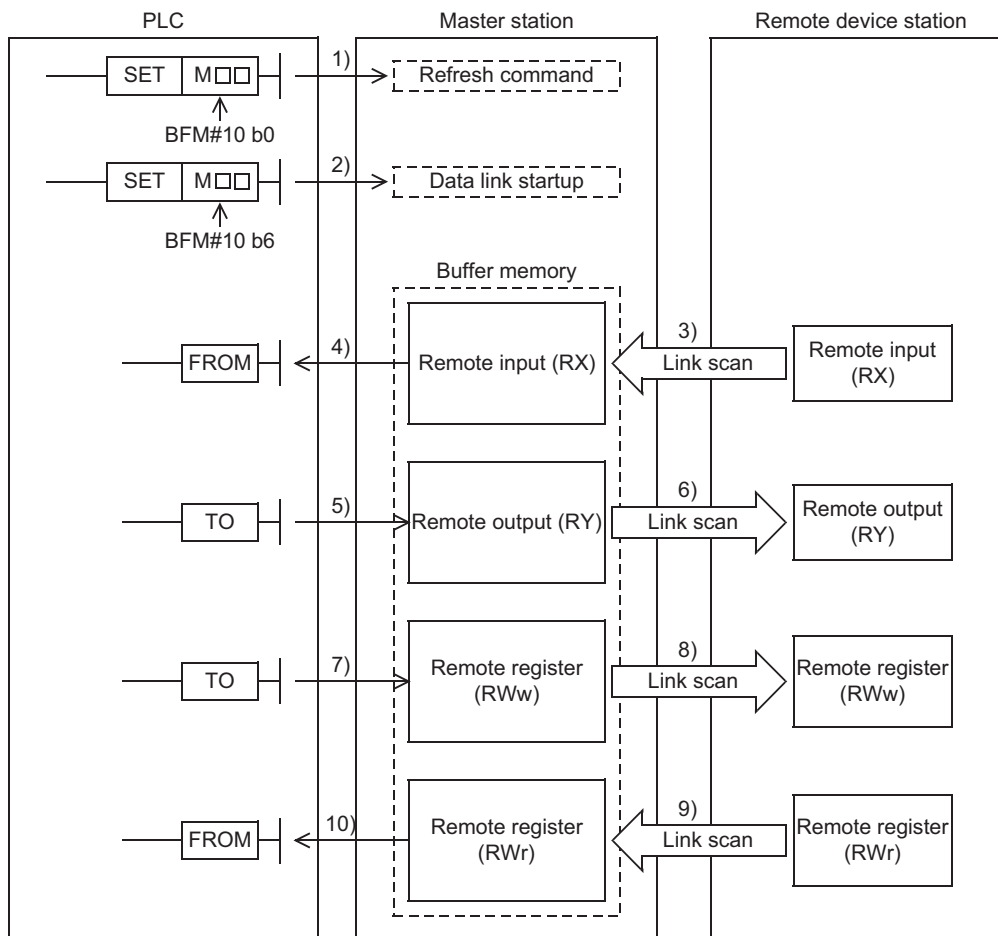 PLC
Master station
Remote device station
SET M□□
1)
Refresh command
BFM#10 b0
SET M□□
2)
Data link startup
BFM#10 b6
Buffer memory
FROM
4)
Remote input (RX)
3)
Link scan
Remote input
(RX)
TO
5)
Remote output (RY)
6)
Link scan
Remote output
(RY)
TO
7)
Remote register
(RWw)
8)
Link scan
Remote register
(RWw)
FROM
10)
Remote register
(RWr)
9)
Link scan
Remote register
(RWr)